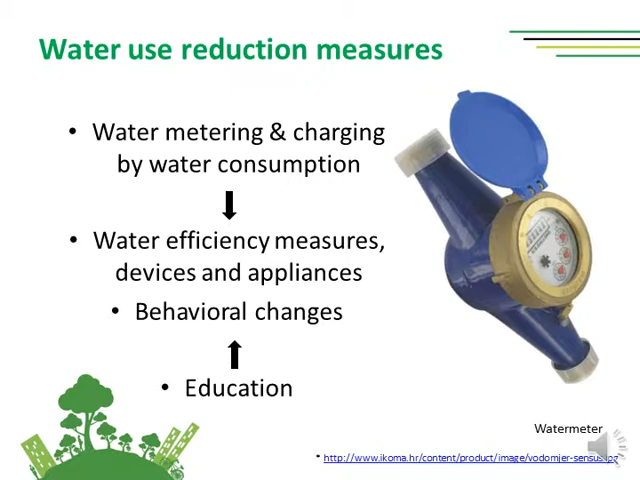 Water use reduction measures
• Water metering & charging
by water consumption
• Water efficiency measures,
devices and appliances
• Behavioral changes
• Education
Watermeter
* http://www.ikoma.hr/content/product/image/vodomjer-sensus.jpg